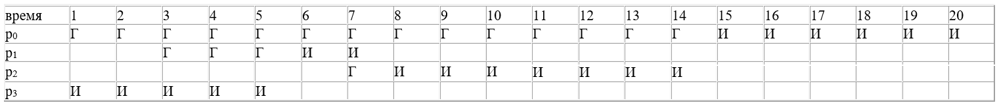 время 1 2 3 4 5 6 7 8 9 10 11 12 13 14 15 16 17 18 19 20
p0 Г Г Г Г Г Г Г Г Г Г Г Г Г Г И И И И И И
p1 Г Г Г И И
p2 Г И И И И И И И
p3 И И И И И